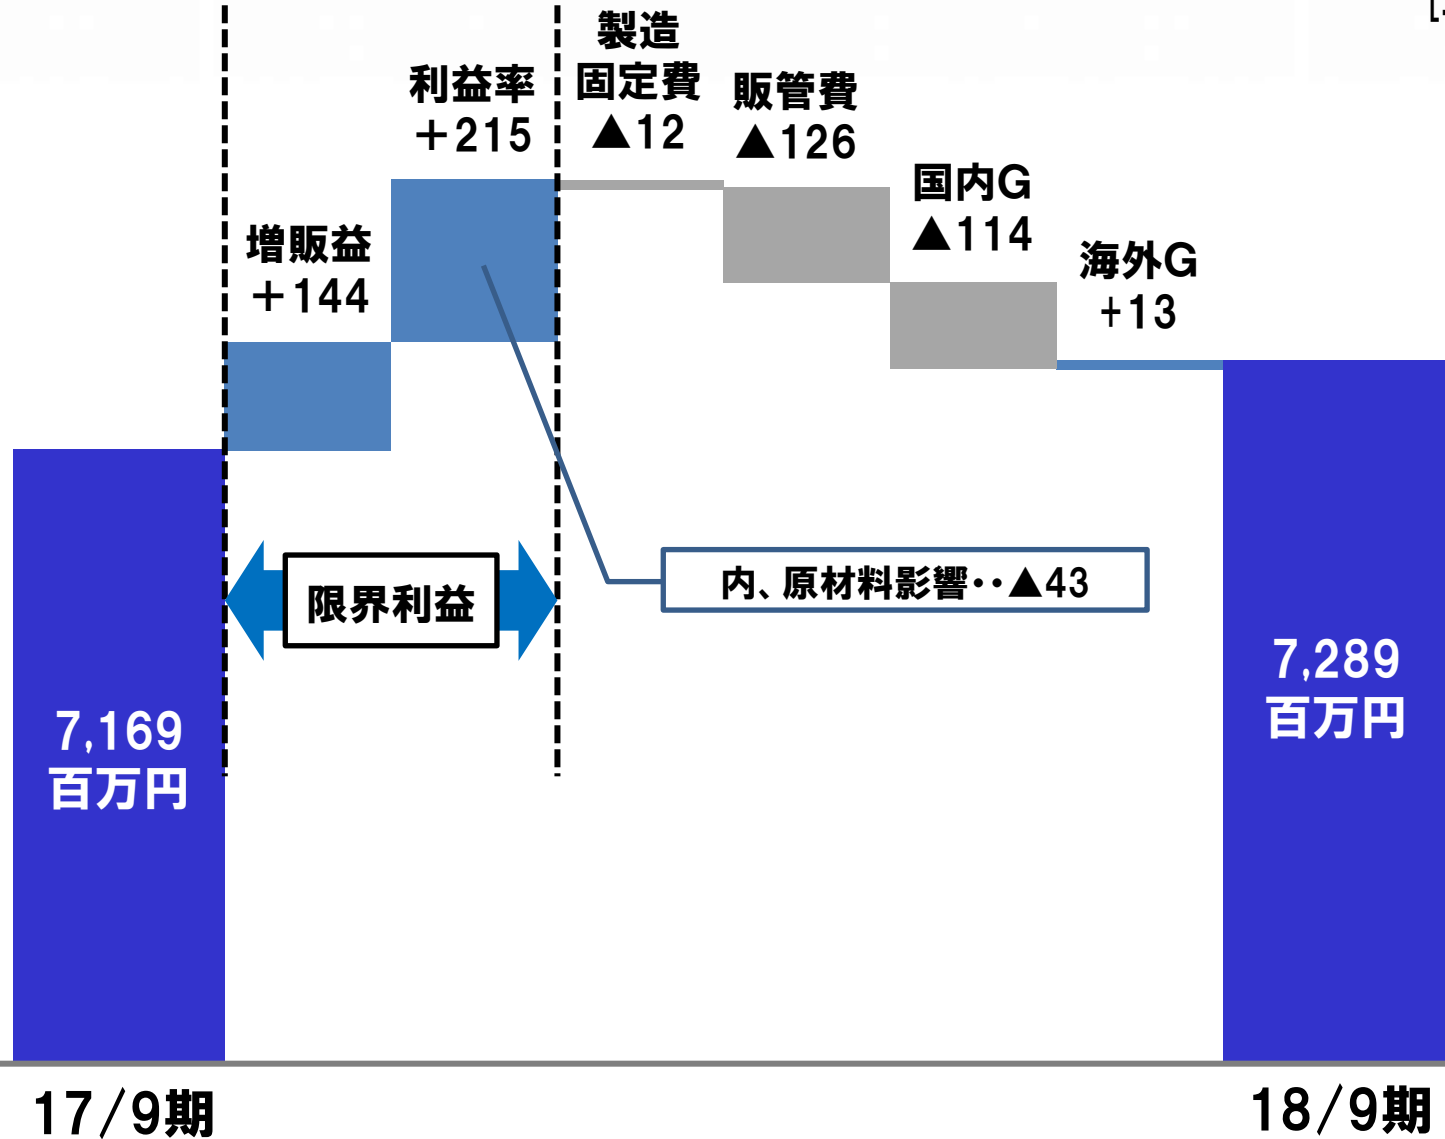 製造
固定費
▲12
利益率
＋215
販管費
▲126
国内G
▲114
増販益
＋144
海外G
+13
限界利益
内、原材料影響・・▲43
7,169
百万円
7,289
百万円
17/9期
18/9期